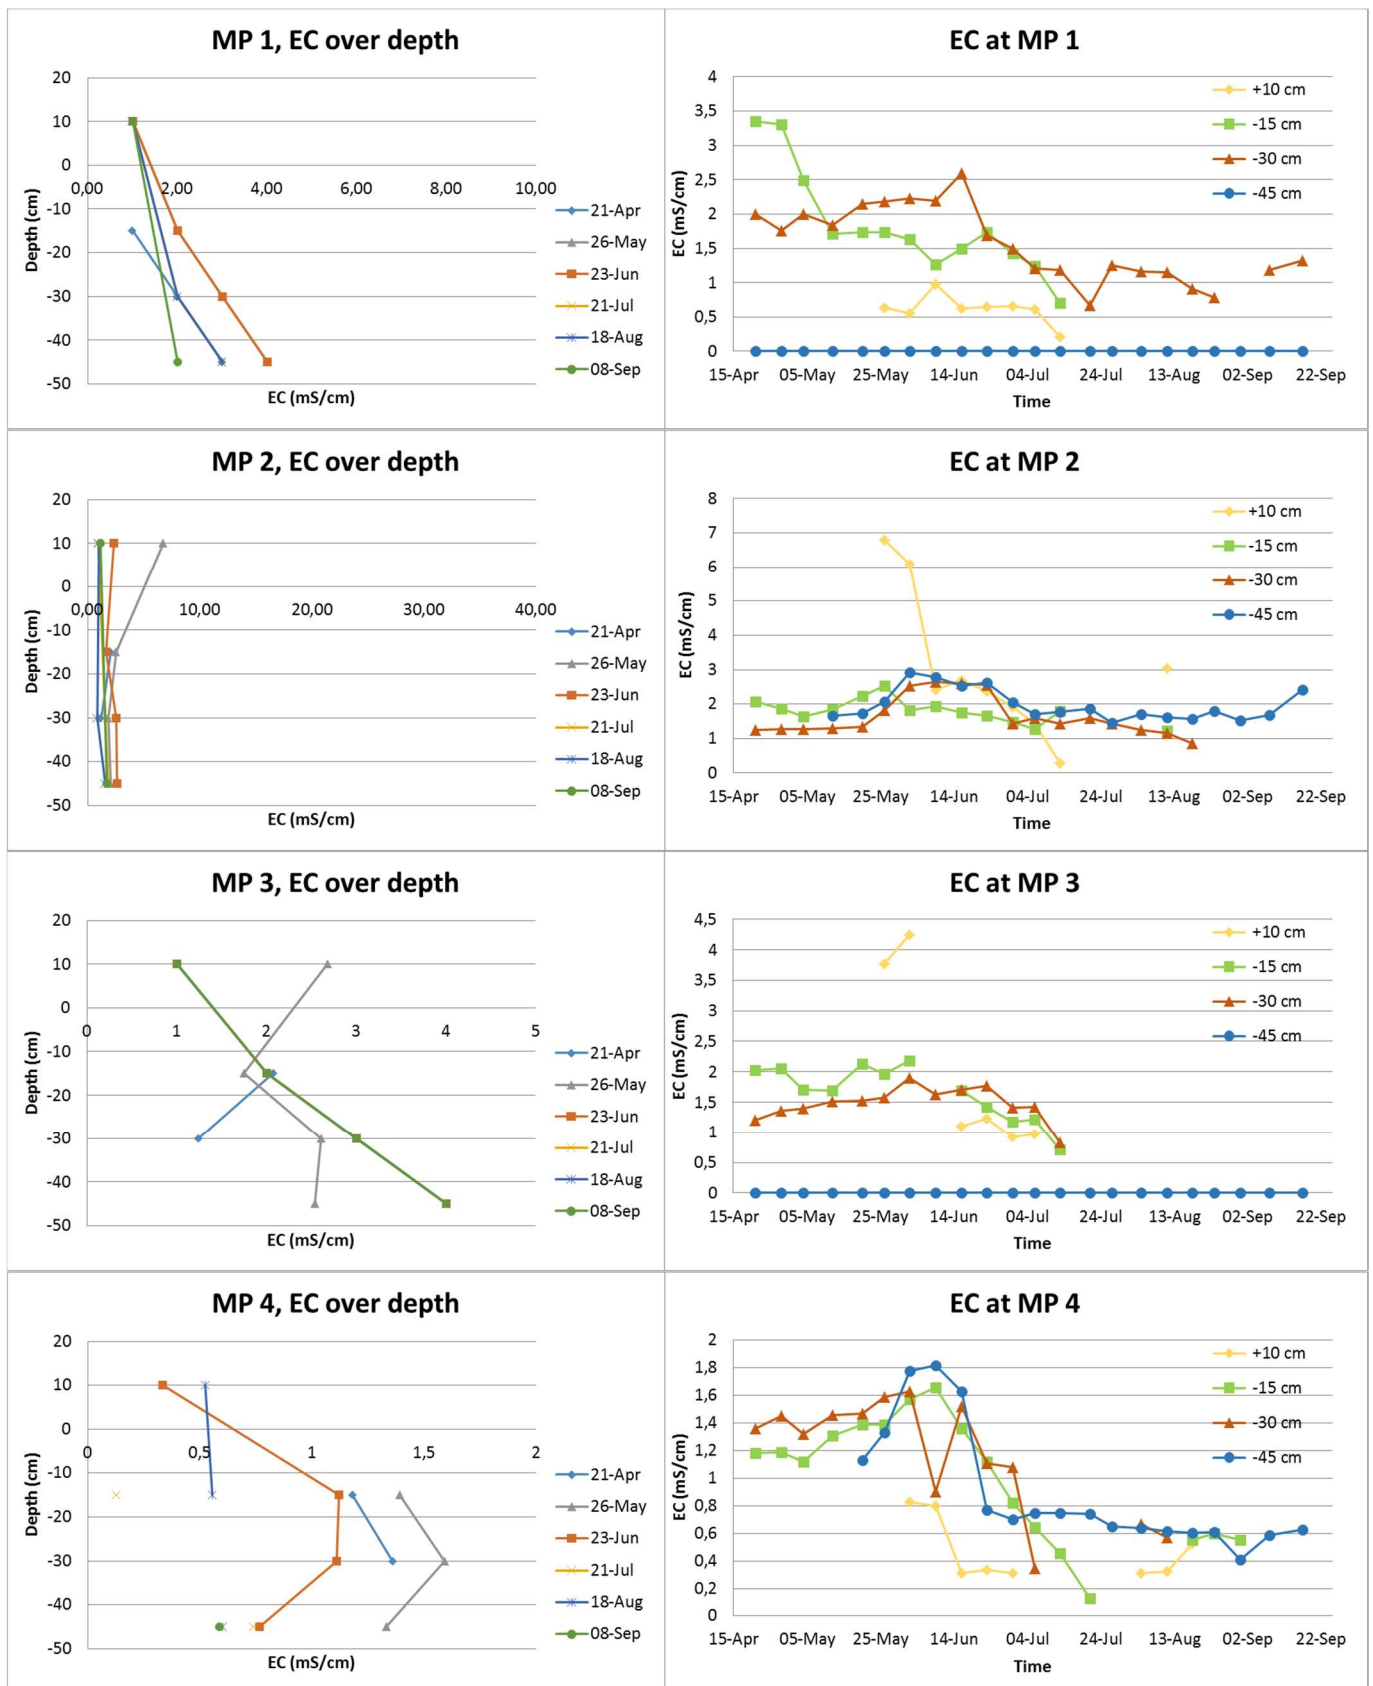 MP 1, EC over depth
20
10
0
-10
-20
-30
-40
-50
0,00 2,00 4,00 6,00 8,00 10,00
Depth (cm)
EC (mS/cm)
21-Apr
26-May
23-Jun
21-Jul
18-Aug
08-Sep
EC at MP 1
4
3,5
3
2,5
2
1,5
1
0,5
0
EC (mS/cm)
15-Apr 05-May 25-May 14-Jun 04-Jul 24-Jul 13-Aug 02-Sep 22-Sep
Time
+10 cm
-15 cm
-30 cm
-45 cm
MP 2, EC over depth
20
10
0
-10
-20
-30
-40
-50
0,00 10,00 20,00 30,00 40,00
Depth (cm)
EC (mS/cm)
21-Apr
26-May
23-Jun
21-Jul
18-Aug
08-Sep
EC at MP 2
8
7
6
5
4
3
2
1
0
EC (mS/cm)
15-Apr 05-May 25-May 14-Jun 04-Jul 24-Jul 13-Aug 02-Sep 22-Sep
Time
+10 cm
-15 cm
-30 cm
-45 cm
MP 3, EC over depth
20
10
0
-10
-20
-30
-40
-50
0 1 2 3 4 5
Depth (cm)
EC (mS/cm)
21-Apr
26-May
23-Jun
21-Jul
18-Aug
08-Sep
EC at MP 3
4,5
4
3,5
3
2,5
2
1,5
1
0,5
0
EC (mS/cm)
15-Apr 05-May 25-May 14-Jun 04-Jul 24-Jul 13-Aug 02-Sep 22-Sep
Time
+10 cm
-15 cm
-30 cm
-45 cm
MP 4, EC over depth
20
10
0
-10
-20
-30
-40
-50
0 0,5 1 1,5 2
Depth (cm)
EC (mS/cm)
21-Apr
26-May
23-Jun
21-Jul
18-Aug
08-Sep
EC at MP 4
2
1,8
1,6
1,4
1,2
1
0,8
0,6
0,4
0,2
0
EC (mS/cm)
15-Apr 05-May 25-May 14-Jun 04-Jul 24-Jul 13-Aug 02-Sep 22-Sep
Time
+10 cm
-15 cm
-30 cm
-45 cm